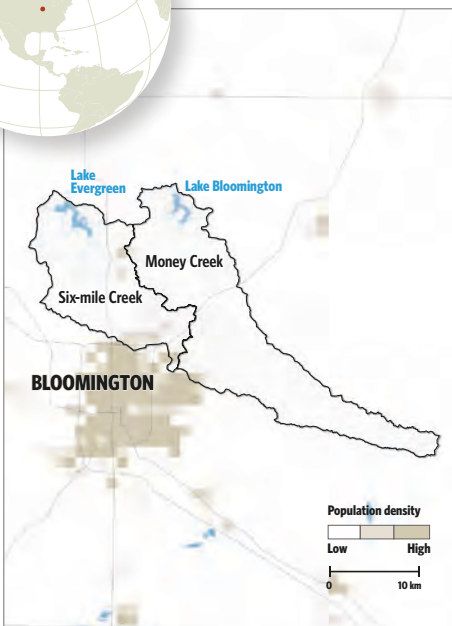 Lake
Evergreen
Lake Bloomington
Money Creek
Six-mile Creek
BLOOMINGTON
Population density
Low High
0 10 km